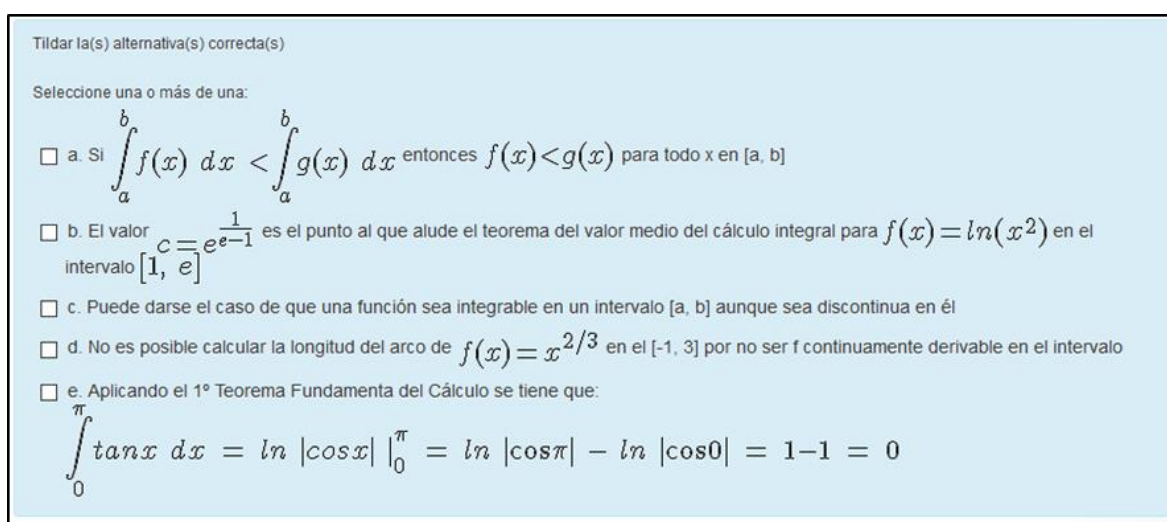 Tildar la(s) alternativa(s) correcta(s)
Seleccione una o más de una:
a. Si ∫_a^b f(x) dx < ∫_a^b g(x) dx entonces f(x)<g(x) para todo x en [a, b]
b. El valor c = e^{1/(e−1)} es el punto al que alude el teorema del valor medio del cálculo integral para f(x) = ln(x^2) en el
intervalo [1, e]
c. Puede darse el caso de que una función sea integrable en un intervalo [a, b] aunque sea discontinua en él
d. No es posible calcular la longitud del arco de f(x) = x^{2/3} en el [-1, 3] por no ser f continuamente derivable en el intervalo
e. Aplicando el 1º Teorema Fundamenta del Cálculo se tiene que:
∫_0^π tanx dx = ln |cosx| |_0^π = ln |cosπ| − ln |cos0| = 1−1 = 0